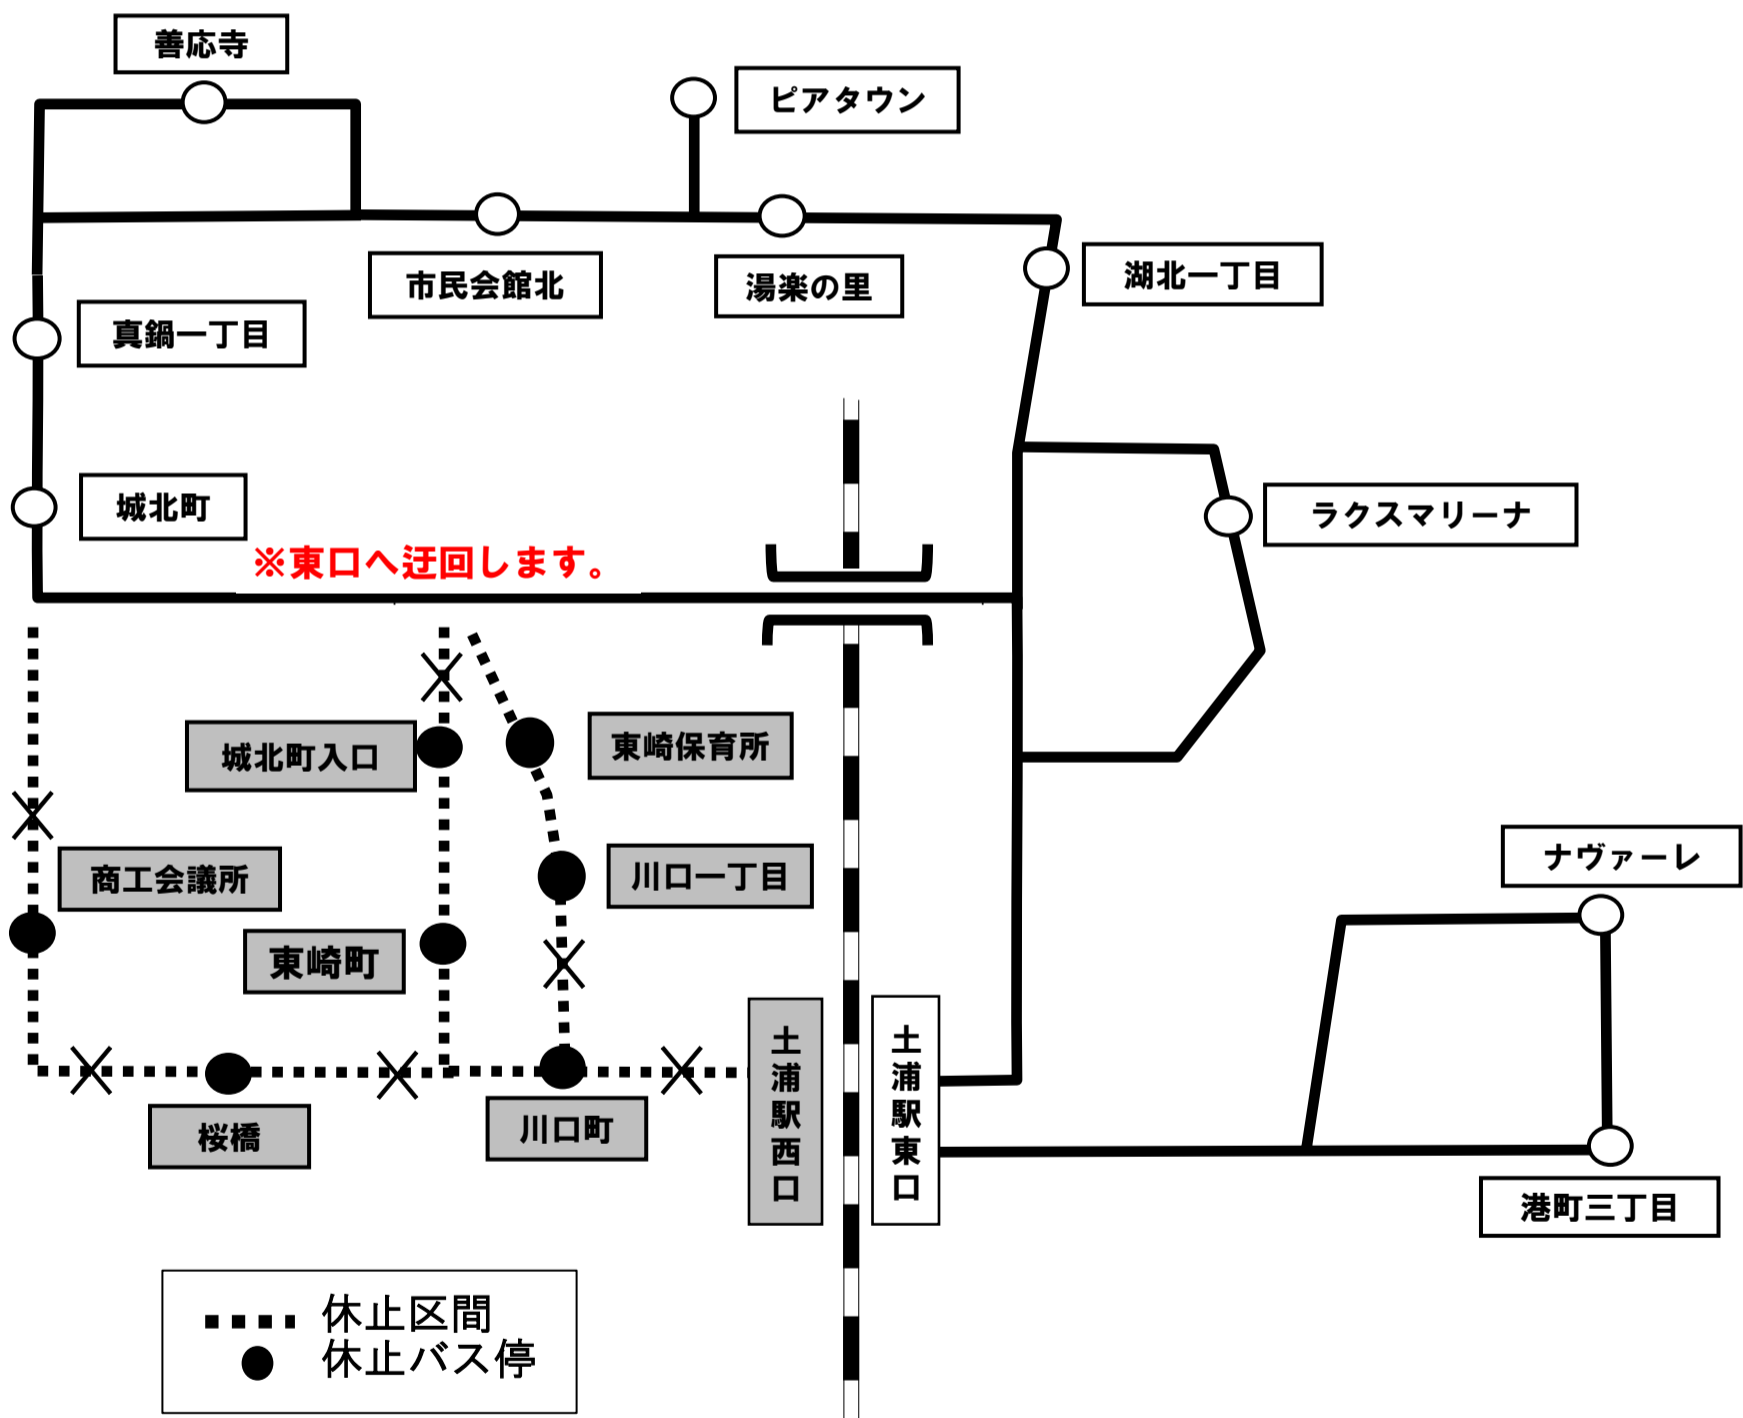 善応寺
ピアタウン
市民会館北
湯楽の里
湖北一丁目
真鍋一丁目
城北町
ラクスマリーナ
※東口へ迂回します。
城北町入口
東崎保育所
商工会議所
川口一丁目
東崎町
ナヴァーレ
桜橋
川口町
土浦駅西口
土浦駅東口
港町三丁目
休止区間
休止バス停